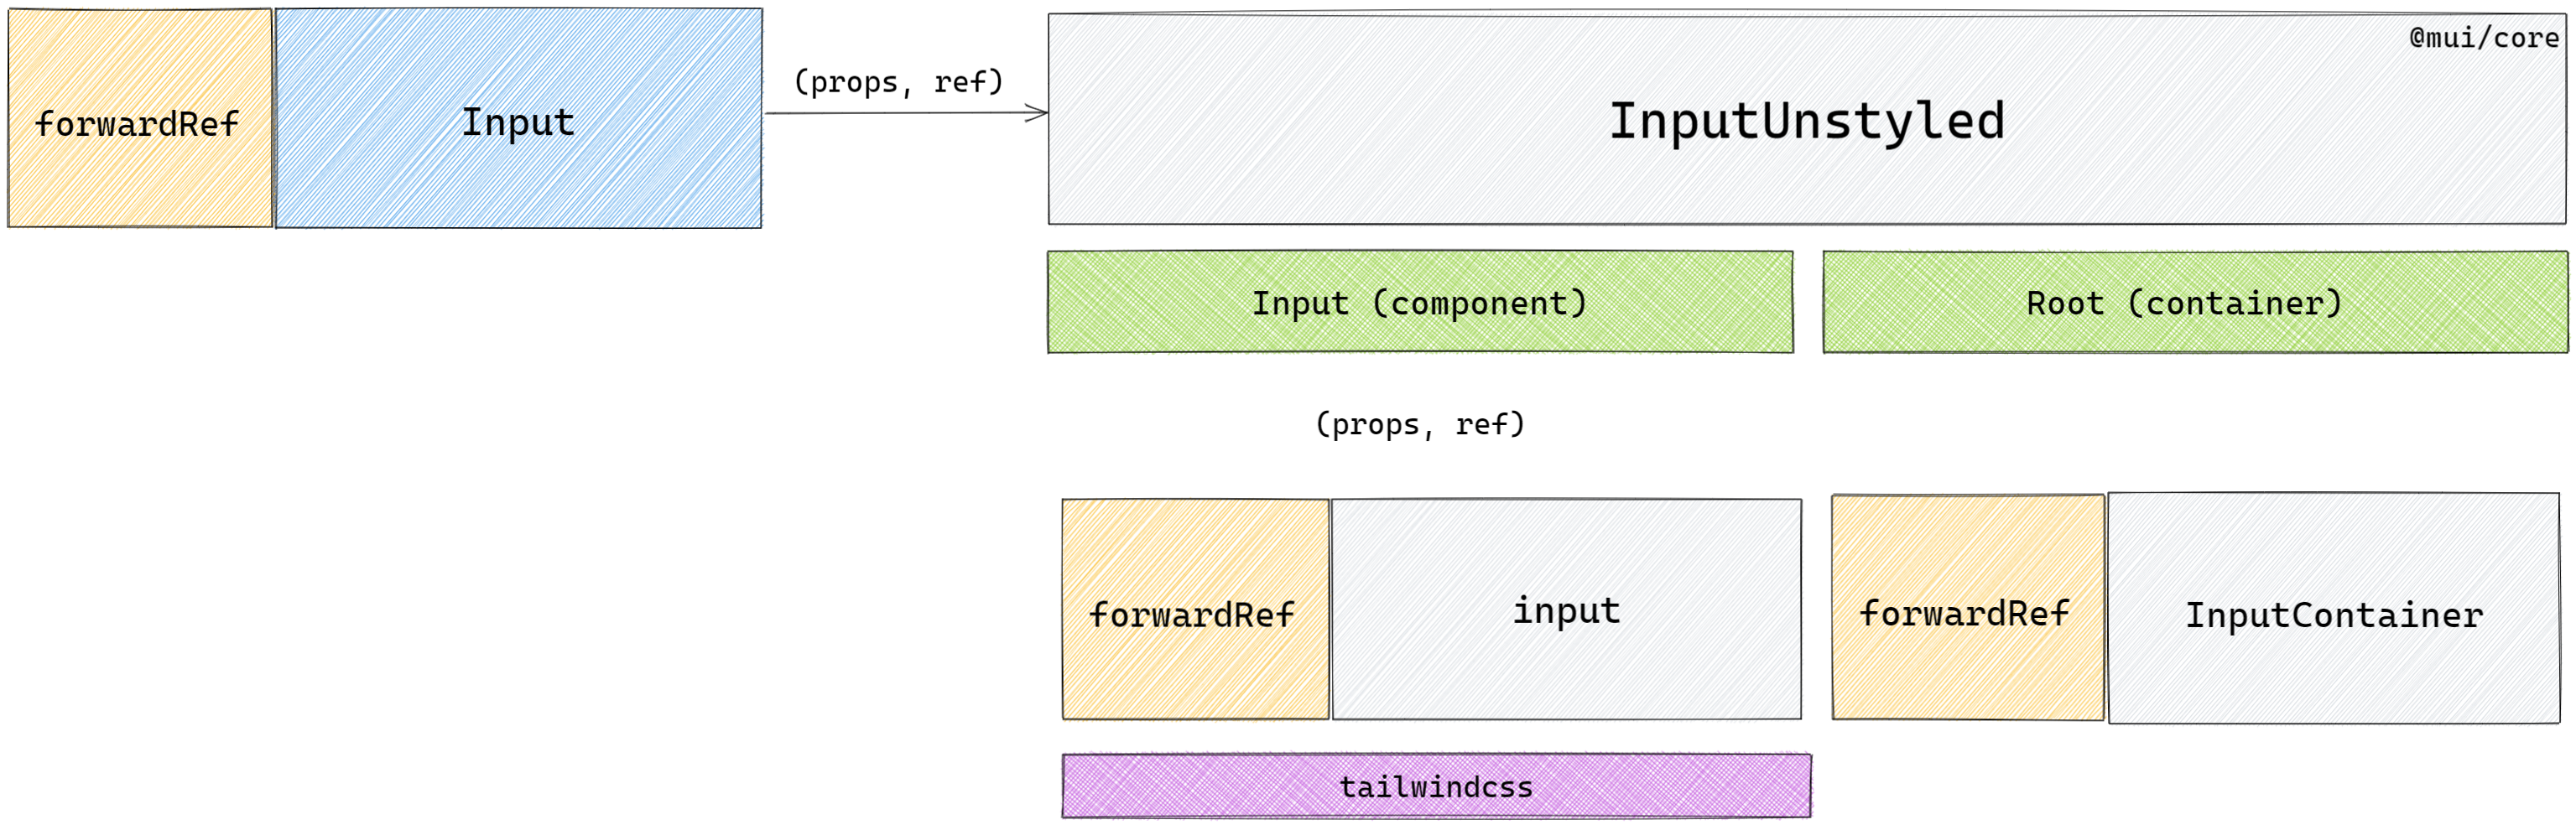 forwardRef
Input
(props, ref)
@mui/core
InputUnstyled
Input (component)
Root (container)
(props, ref)
forwardRef
input
forwardRef
InputContainer
tailwindcss